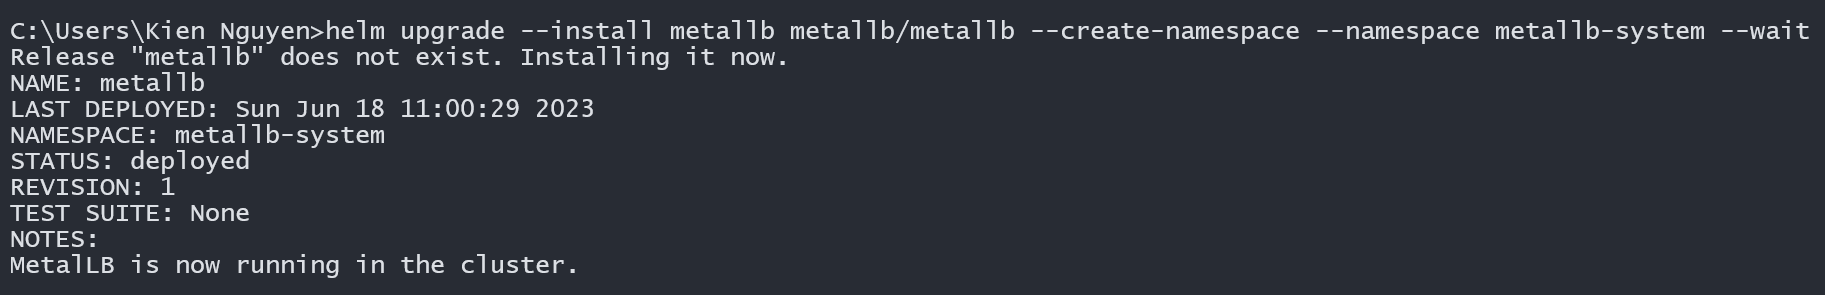 C:\Users\Kien Nguyen>helm upgrade --install metallb metallb/metallb --create-namespace --namespace metallb-system --wait
Release "metallb" does not exist. Installing it now.
NAME: metallb
LAST DEPLOYED: Sun Jun 18 11:00:29 2023
NAMESPACE: metallb-system
STATUS: deployed
REVISION: 1
TEST SUITE: None
NOTES:
MetalLB is now running in the cluster.